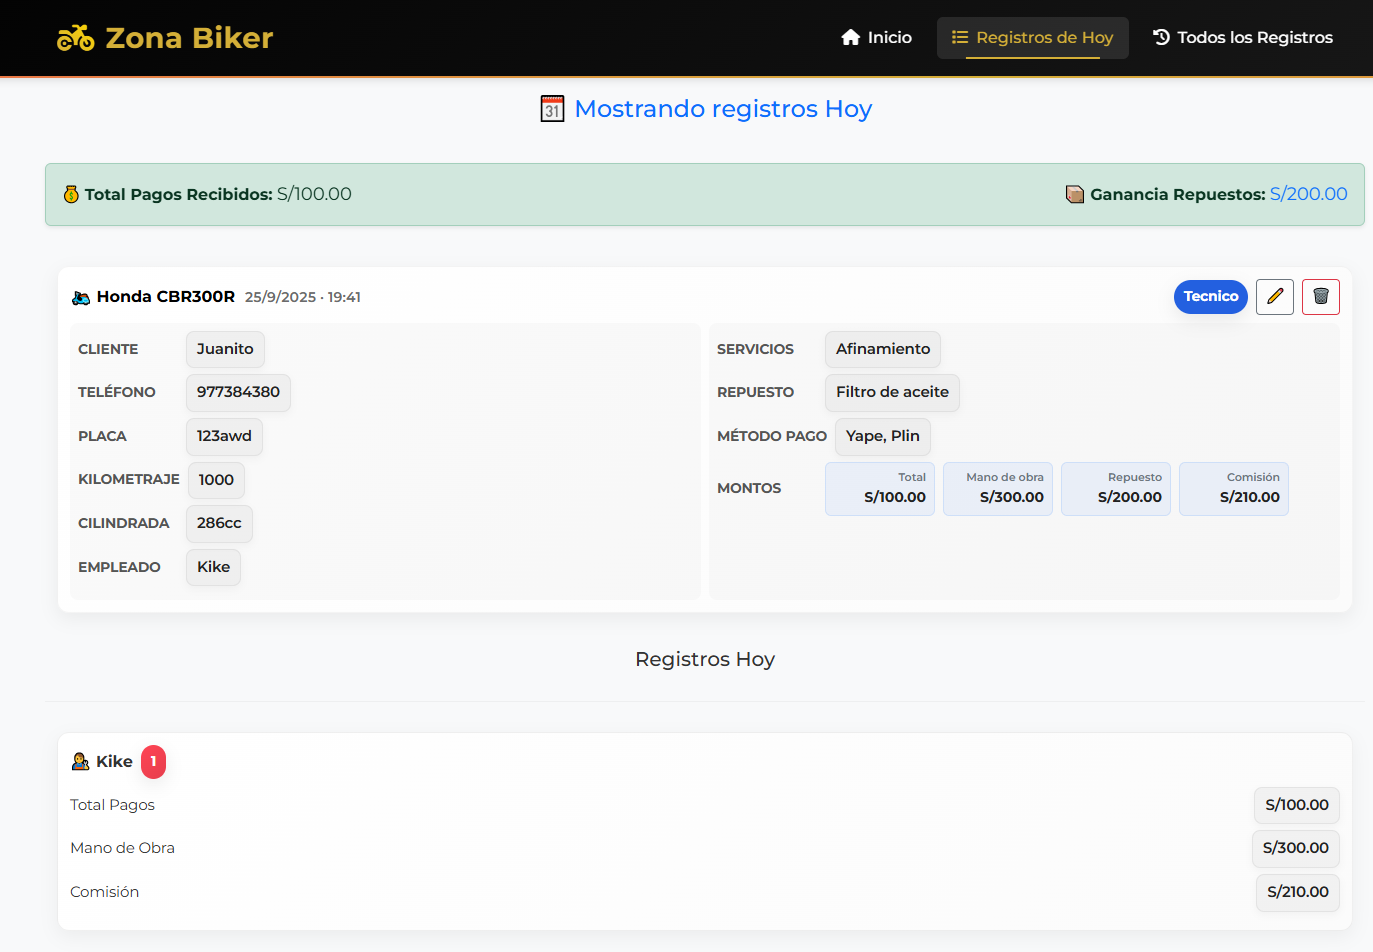 Zona Biker
Inicio
Registros de Hoy
Todos los Registros
31 Mostrando registros Hoy
Total Pagos Recibidos: S/100.00
Ganancia Repuestos: S/200.00
Honda CBR300R 25/9/2025 · 19:41
Tecnico
CLIENTE Juanito
TELÉFONO 977384380
PLACA 123awd
KILOMETRAJE 1000
CILINDRADA 286cc
EMPLEADO Kike
SERVICIOS Afinamiento
REPUESTO Filtro de aceite
MÉTODO PAGO Yape, Plin
MONTOS
Total
S/100.00
Mano de obra
S/300.00
Repuesto
S/200.00
Comisión
S/210.00
Registros Hoy
Kike 1
Total Pagos S/100.00
Mano de Obra S/300.00
Comisión S/210.00